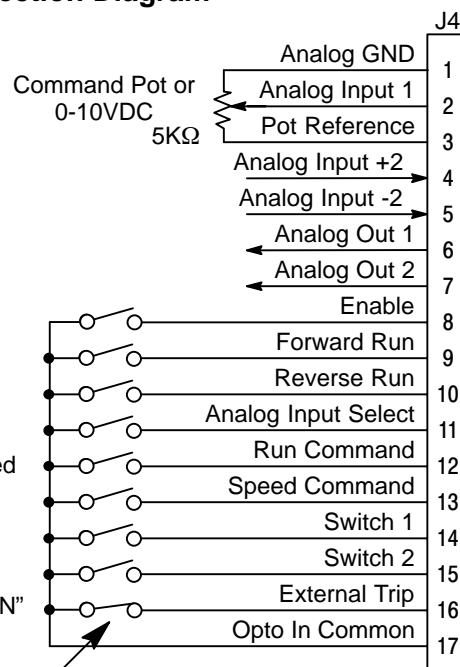 J4
Analog GND 1
Command Pot or
0-10VDC
5KΩ
Analog Input 1 2
Pot Reference 3
Analog Input +2 4
Analog Input -2 5
Analog Out 1 6
Analog Out 2 7
Enable 8
Forward Run 9
Reverse Run 10
Analog Input Select 11
Run Command 12
Speed Command 13
Switch 1 14
Switch 2 15
N” External Trip 16
Opto In Common 17